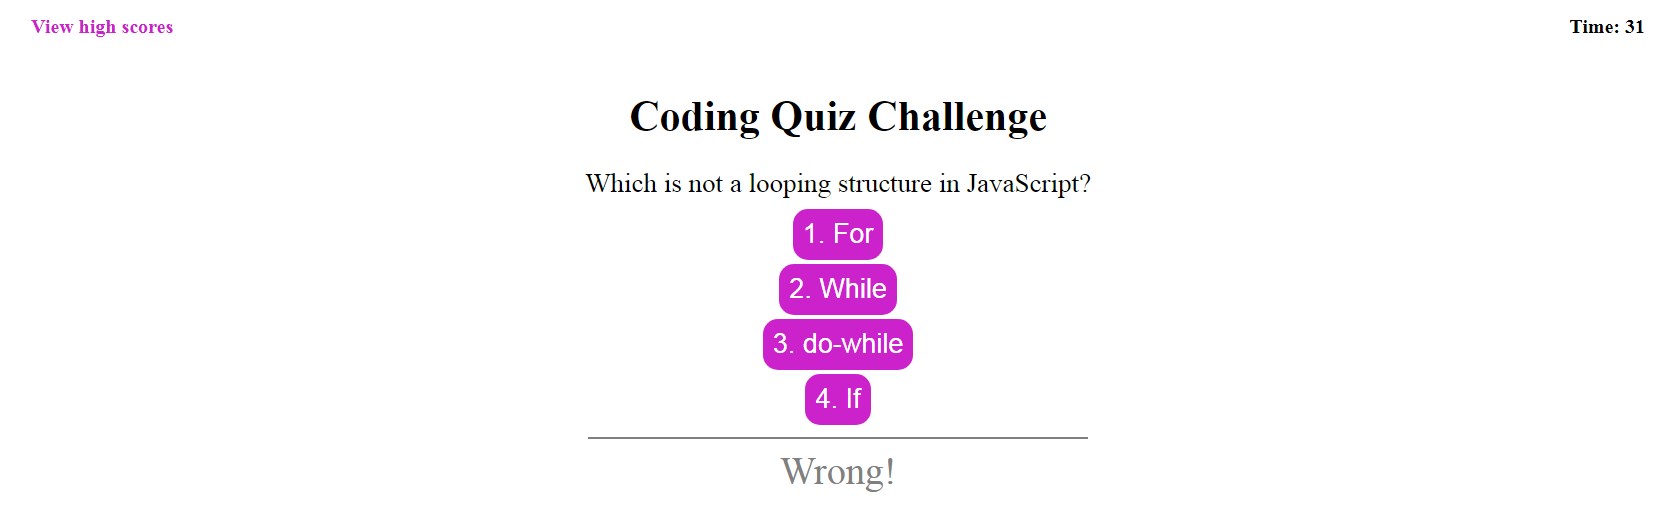 View high scores
Time: 31
Coding Quiz Challenge
Which is not a looping structure in JavaScript?
1. For
2. While
3. do-while
4. If
Wrong!